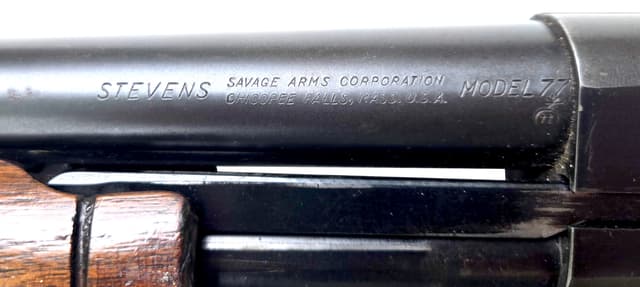 STEVENS
SAVAGE ARMS CORPORATION
CHICOPEE FALLS, MASS. U.S.A.
MODEL 77